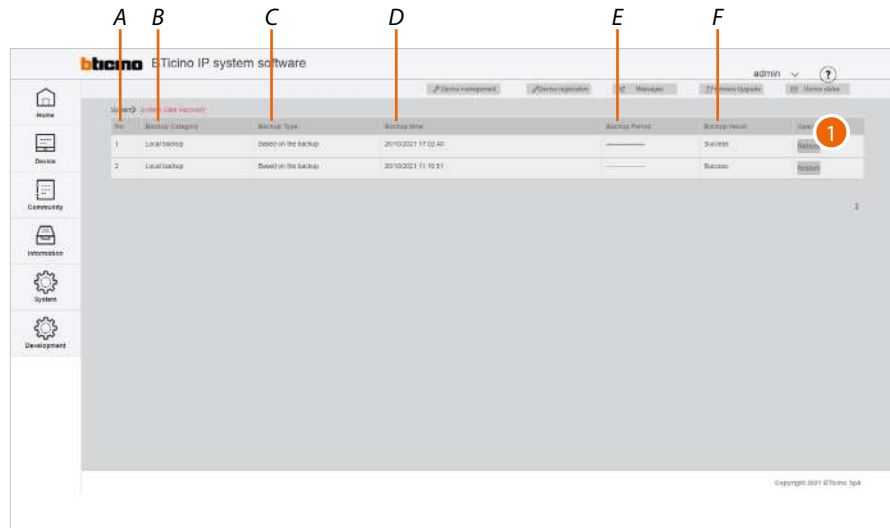 A B C D E F
bticino BTicino IP system software
admin
?
Device management Device registration Messages Firmware Upgrade Device status
Home
System System Data Recovery
No Backup Category Backup Type Backup time Backup Period Backup result
1
1 Local backup Based on the backup 20/10/2021 17:02:40 Success Restore
Device
2 Local backup Based on the backup 20/10/2021 11:10:51 Success Restore
Community
2
Information
System
Development
Copyright 2021 BTicino SpA